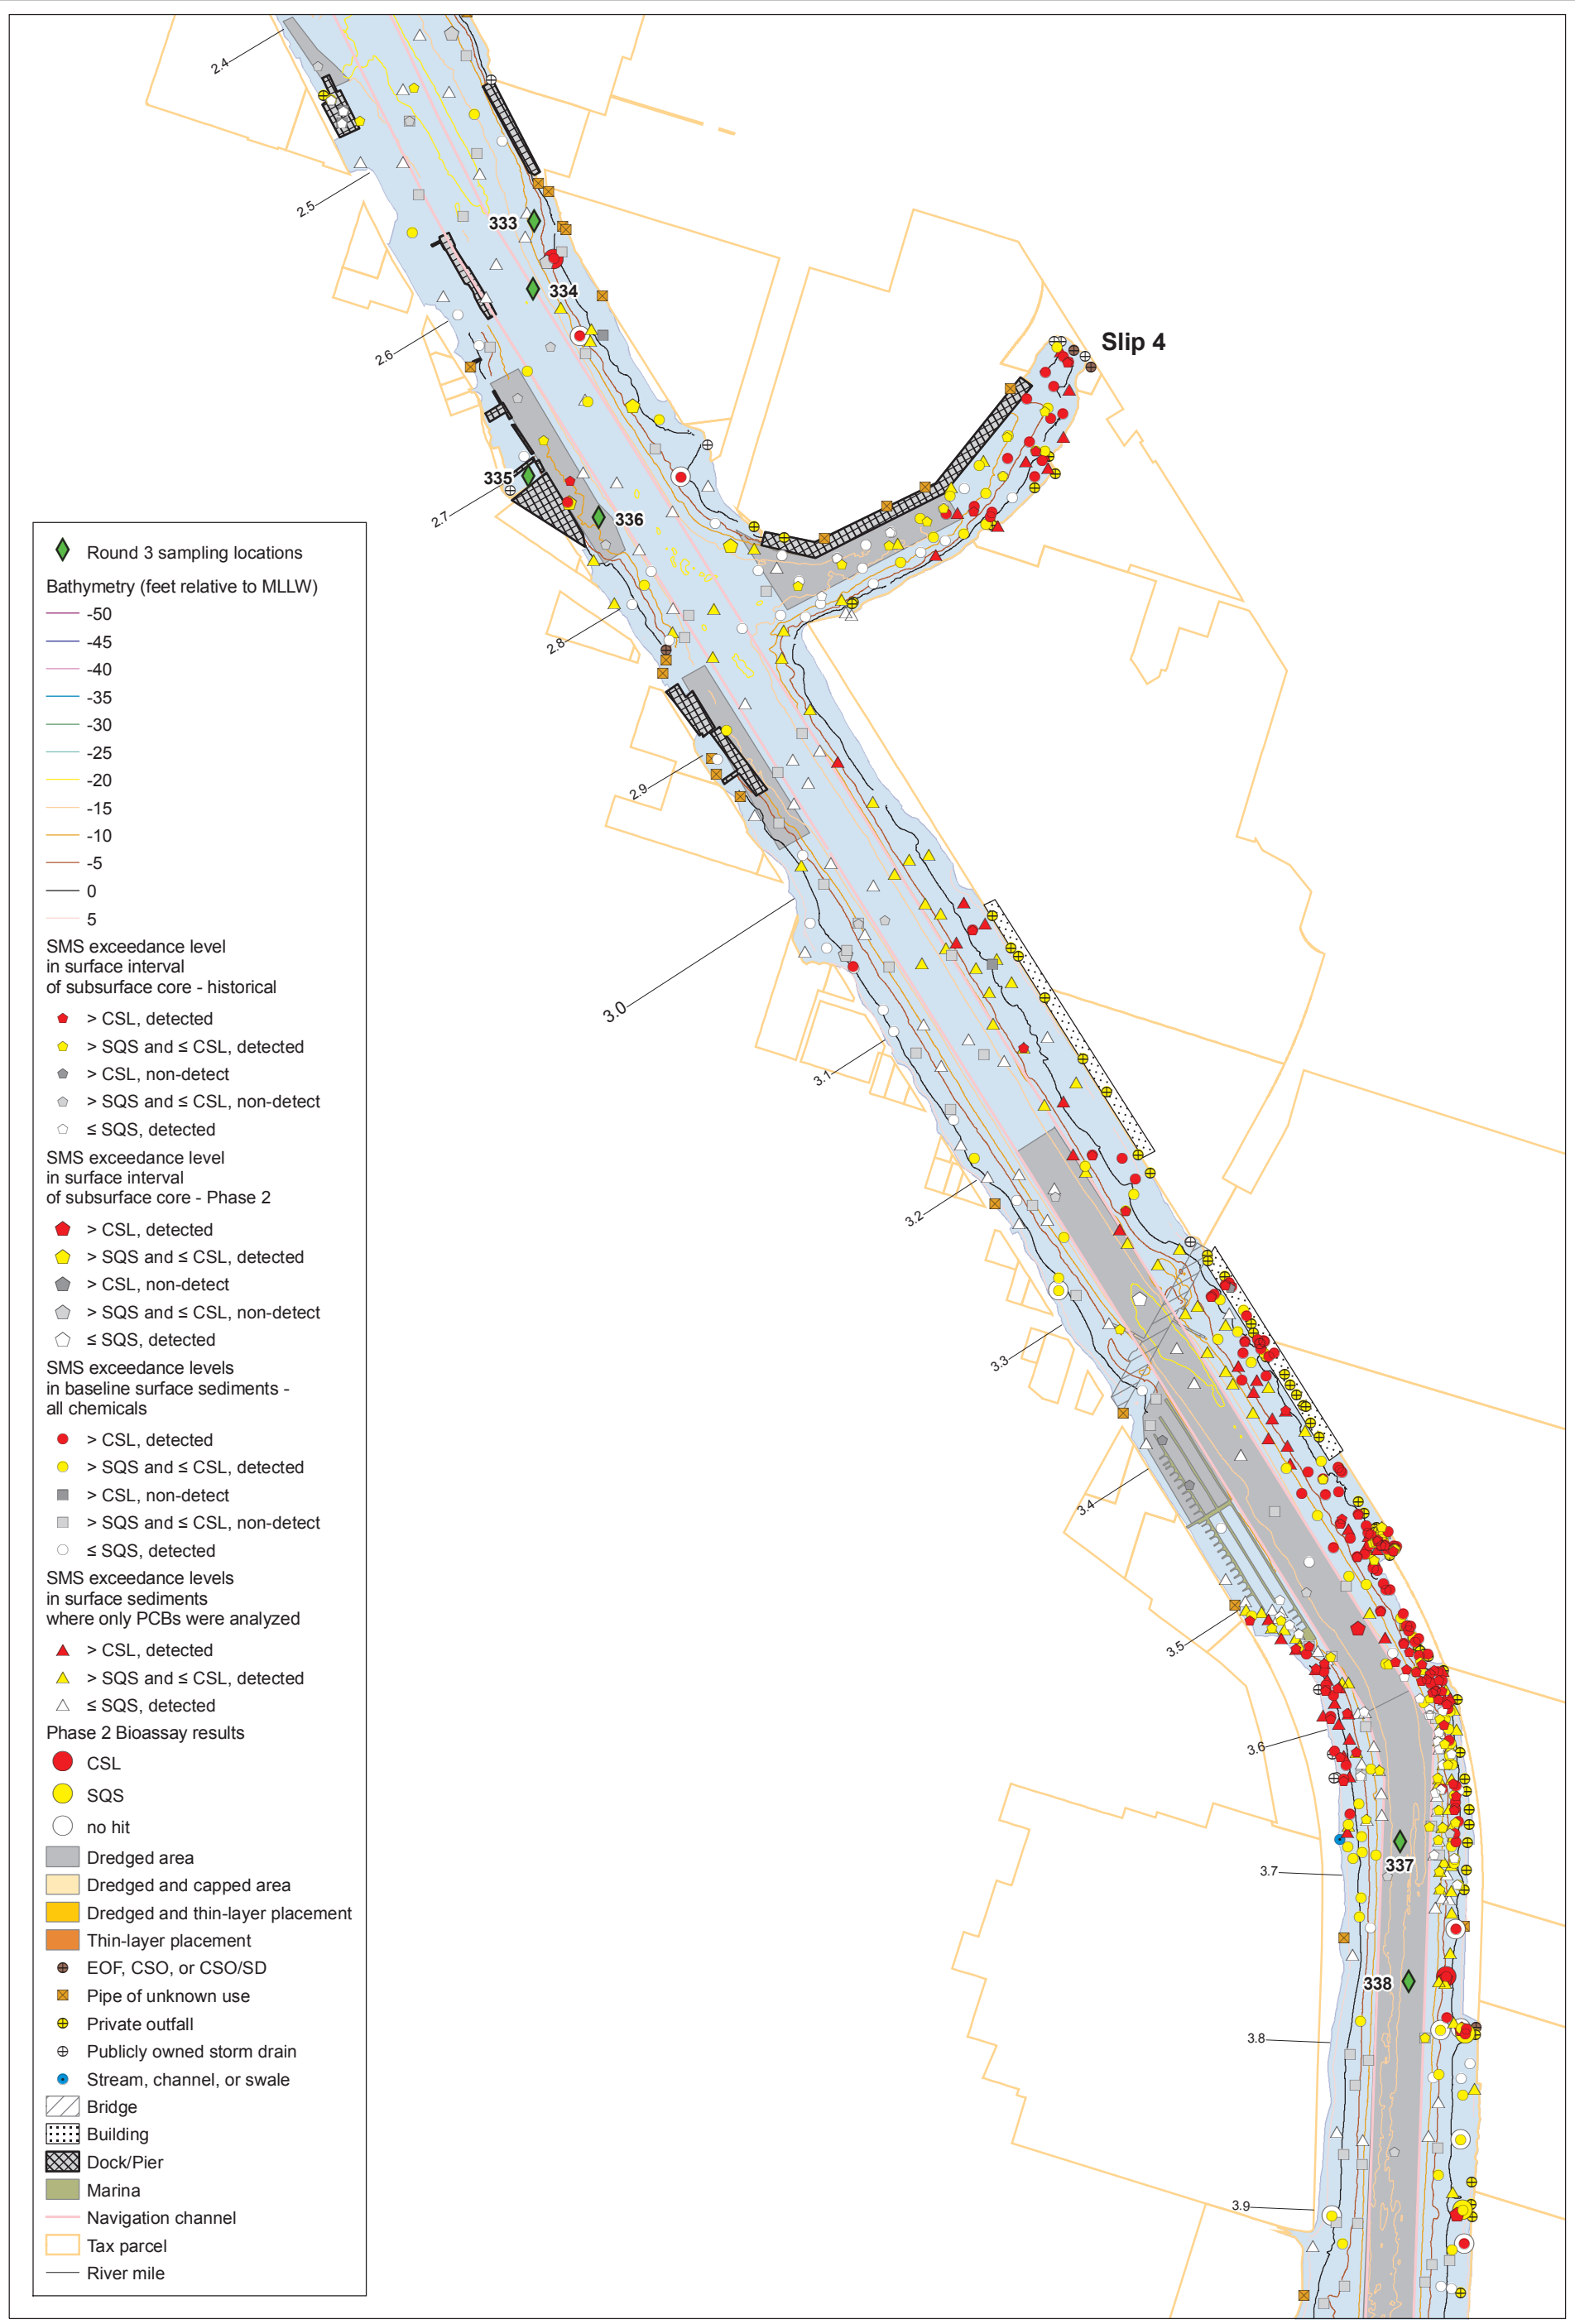 2.4
2.5
333
334
2.6
Slip 4
335
2.7
336
2.8
2.9
3.0
3.1
3.2
3.3
3.4
3.5
3.6
337
3.7
338
3.8
3.9
Round 3 sampling locations
Bathymetry (feet relative to MLLW)
-50
-45
-40
-35
-30
-25
-20
-15
-10
-5
0
5
SMS exceedance level
in surface interval
of subsurface core - historical
> CSL, detected
> SQS and ≤ CSL, detected
> CSL, non-detect
> SQS and ≤ CSL, non-detect
≤ SQS, detected
SMS exceedance level
in surface interval
of subsurface core - Phase 2
> CSL, detected
> SQS and ≤ CSL, detected
> CSL, non-detect
> SQS and ≤ CSL, non-detect
≤ SQS, detected
SMS exceedance levels
in baseline surface sediments -
all chemicals
> CSL, detected
> SQS and ≤ CSL, detected
> CSL, non-detect
> SQS and ≤ CSL, non-detect
≤ SQS, detected
SMS exceedance levels
in surface sediments
where only PCBs were analyzed
> CSL, detected
> SQS and ≤ CSL, detected
≤ SQS, detected
Phase 2 Bioassay results
CSL
SQS
no hit
Dredged area
Dredged and capped area
Dredged and thin-layer placement
Thin-layer placement
EOF, CSO, or CSO/SD
Pipe of unknown use
Private outfall
Publicly owned storm drain
Stream, channel, or swale
Bridge
Building
Dock/Pier
Marina
Navigation channel
Tax parcel
River mile